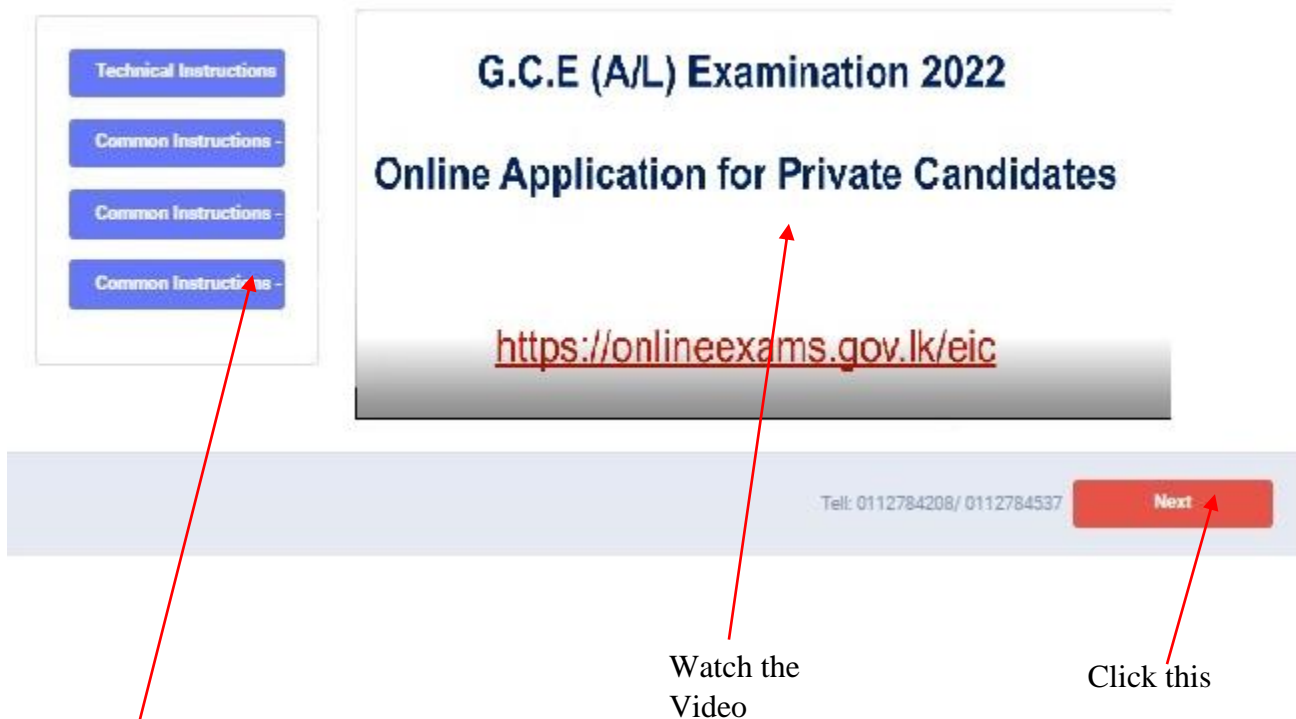 Technical Instructions
Common Instructions -
Common Instructions -
Common Instructions -
G.C.E (A/L) Examination 2022
Online Application for Private Candidates
https://onlineexams.gov.lk/eic
Tell: 0112784208/ 0112784537
Next
Watch the
Video
Click this